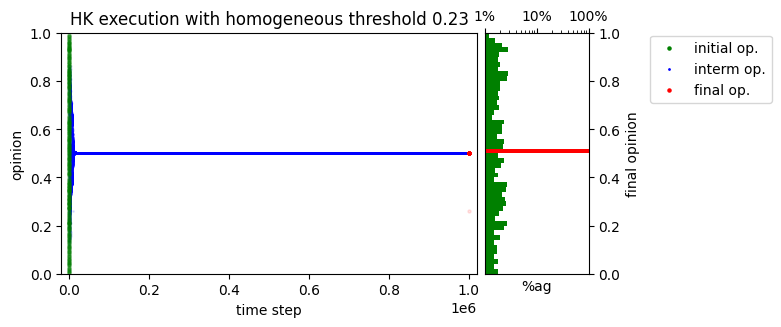 HK execution with homogeneous threshold 0.23
1% 10% 100%
1.0 1.0
0.8 0.8
0.6 0.6
0.4 0.4
0.2 0.2
0.0 0.0
opinion
final opinion
initial op.
interm op.
final op.
0.0 0.2 0.4 0.6 0.8 1.0
1e6
time step
%ag